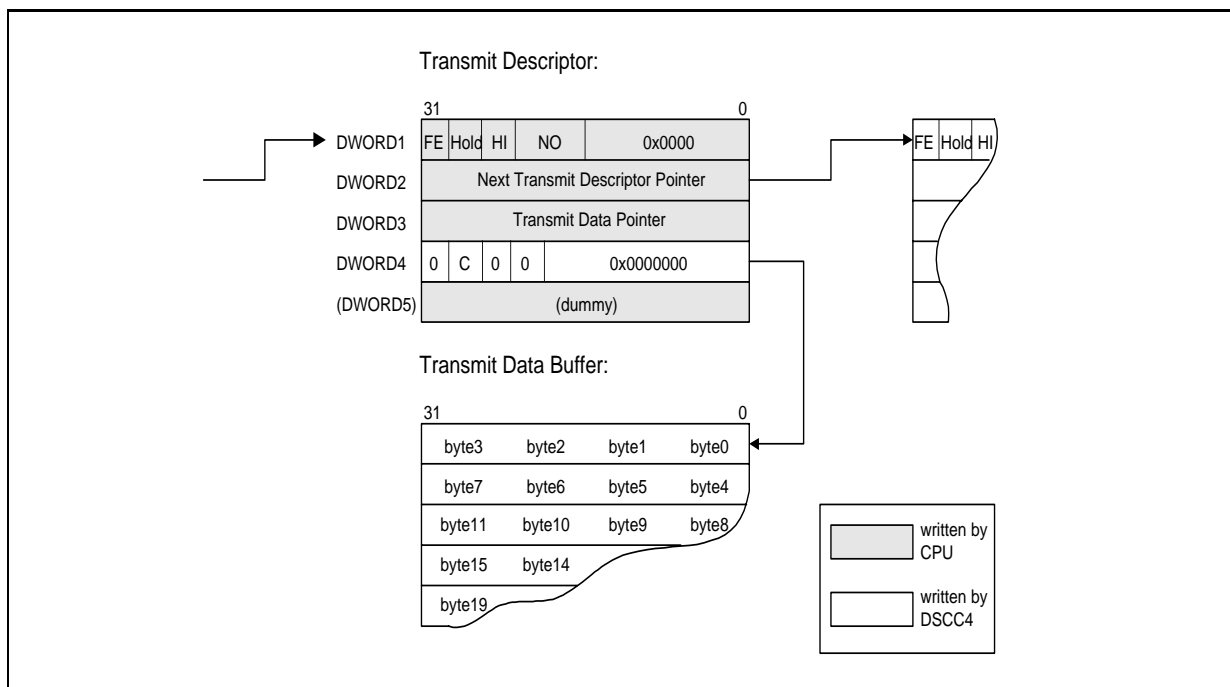 Transmit Descriptor:
31 0
DWORD1 FE Hold HI NO 0x0000 FE Hold HI
DWORD2 Next Transmit Descriptor Pointer
DWORD3 Transmit Data Pointer
DWORD4 0 C 0 0 0x0000000
(DWORD5) (dummy)
Transmit Data Buffer:
31 0
byte3 byte2 byte1 byte0
byte7 byte6 byte5 byte4
byte11 byte10 byte9 byte8
byte15 byte14
byte19
written by
CPU
written by
DSCC4